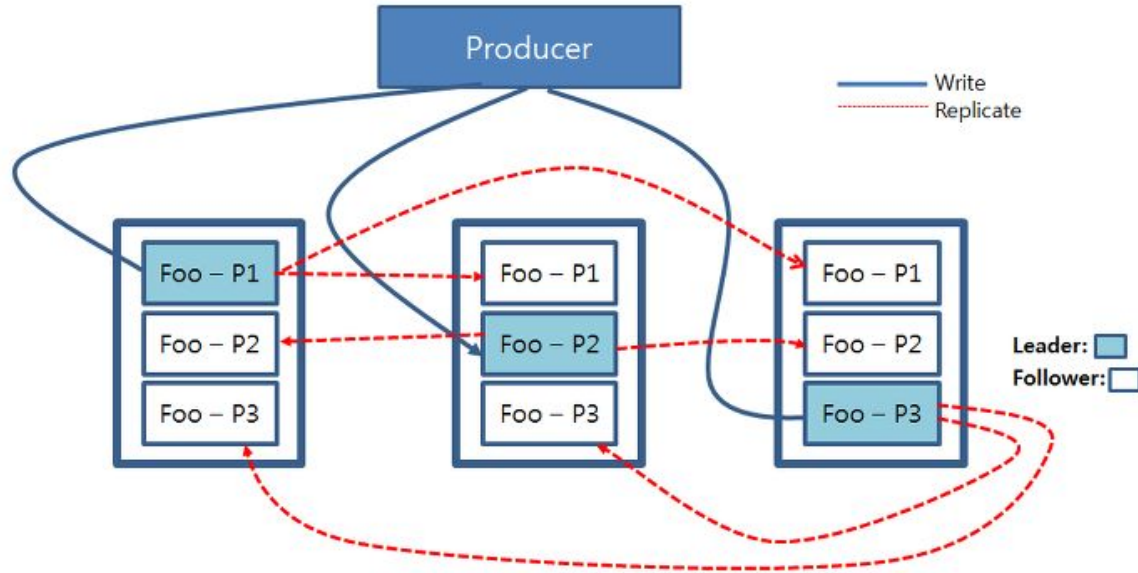 Producer
Write
Replicate
Foo – P1
Foo – P2
Foo – P3
Foo – P1
Foo – P2
Foo – P3
Foo – P1
Foo – P2
Foo – P3
Leader:
Follower: